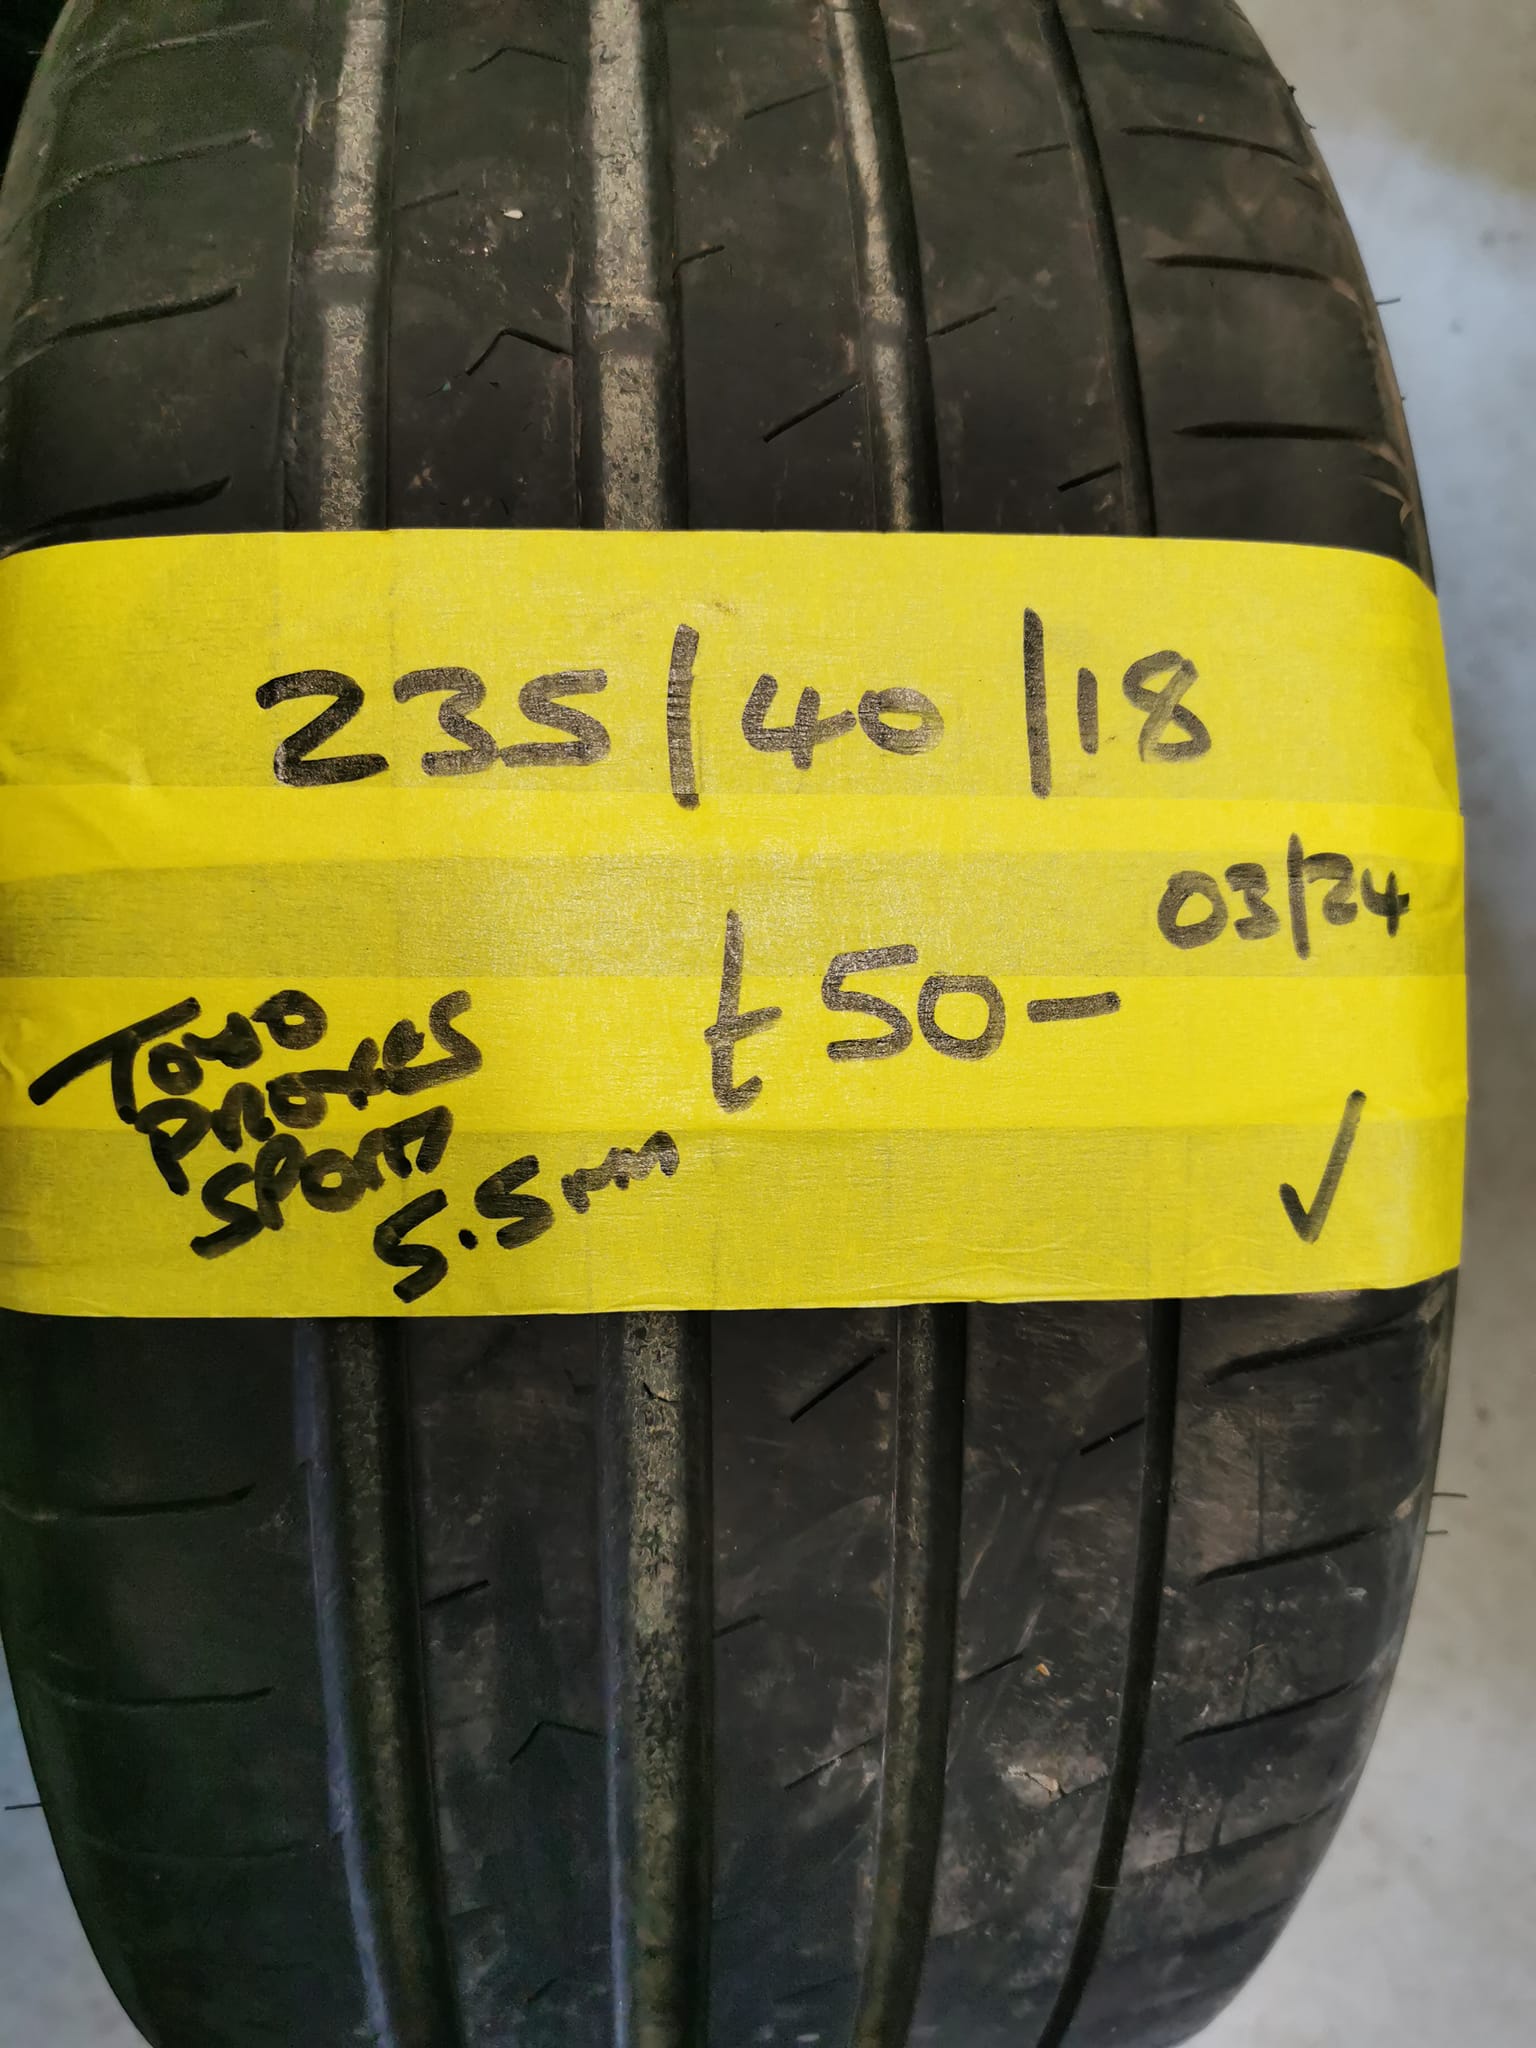 235/40/18
03/24
£50-
TOYO
PROXES
SPORT
5.5mm